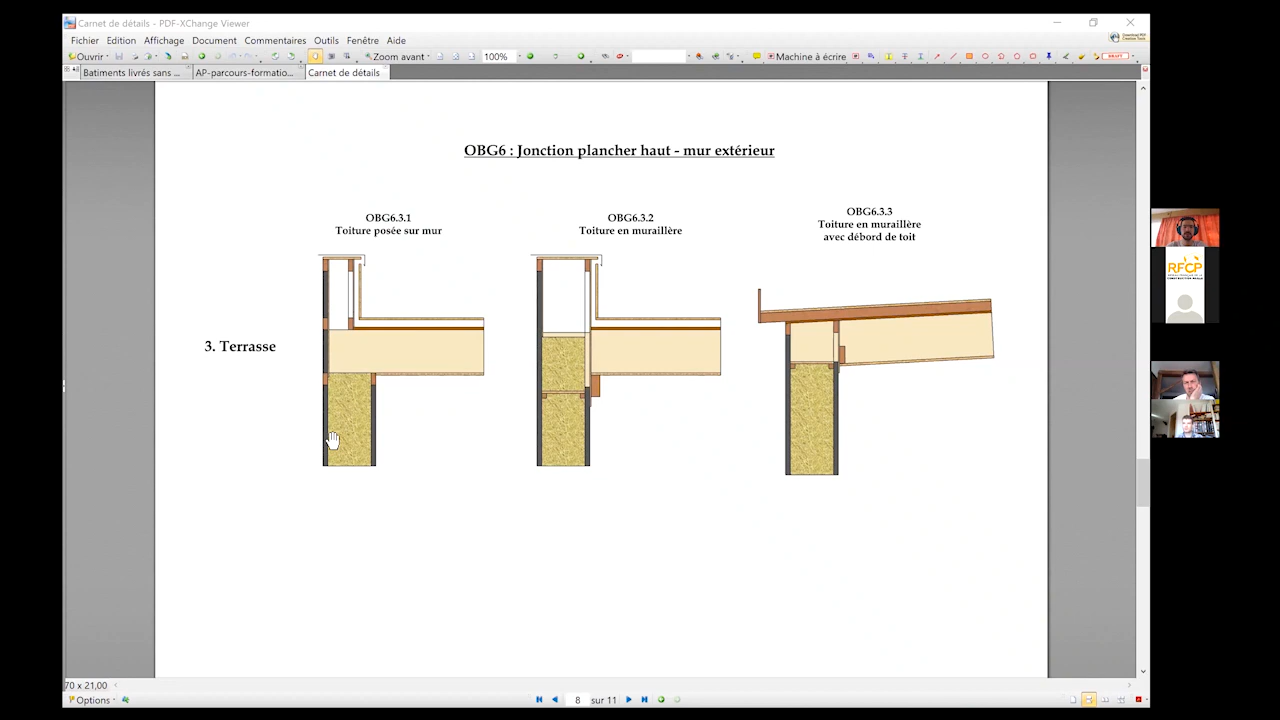 Carnet de détails - PDF-XChange Viewer
Fichier Edition Affichage Document Commentaires Outils Fenêtre Aide
Ouvrir Zoom avant 100% Machine à écrire
Batiments livrés sans ... AP-parcours-formatio... Carnet de détails
OBG6 : Jonction plancher haut - mur extérieur
OBG6.3.1
Toiture posée sur mur
OBG6.3.2
Toiture en muraillère
OBG6.3.3
Toiture en muraillère
avec débord de toit
3. Terrasse
RFCP
70 x 21,00
Options 8 sur 11